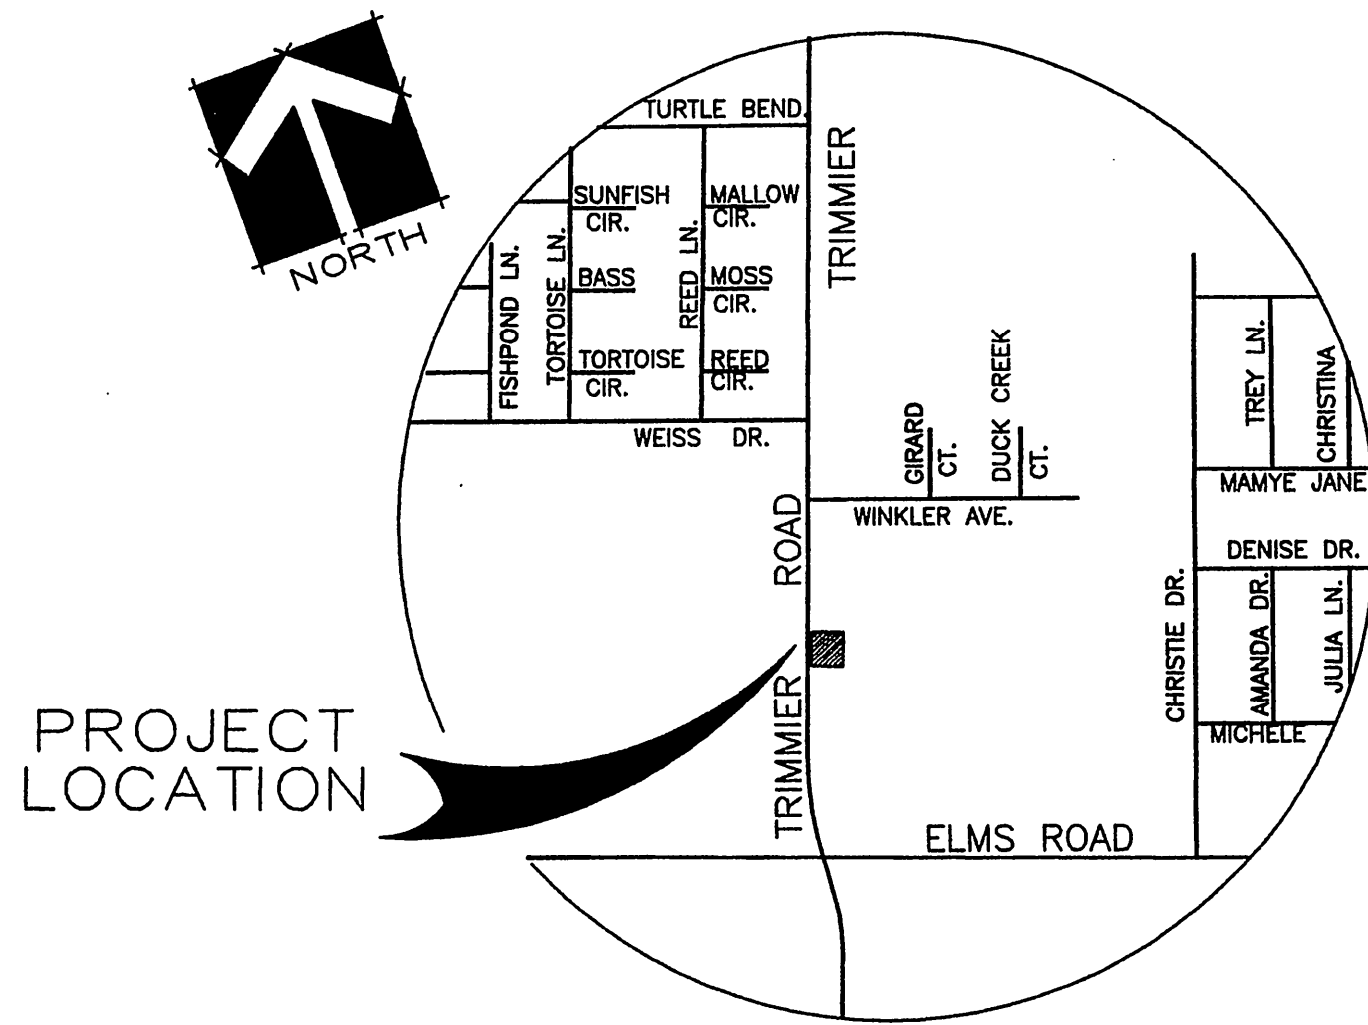 NORTH
TURTLE BEND.
TRIMMIER
SUNFISH
CIR.
MALLOW
CIR.
FISHPOND LN.
TORTOISE LN.
REED LN.
BASS
MOSS
CIR.
TORTOISE
CIR.
REED
CIR.
WEISS DR.
GIRARD
CT.
DUCK CREEK
CT.
WINKLER AVE.
TREY LN.
CHRISTINA
MAMYE JANE
DENISE DR.
ROAD
CHRISTIE DR.
AMANDA DR.
JULIA LN.
MICHELE
TRIMMIER
PROJECT
LOCATION
ELMS ROAD